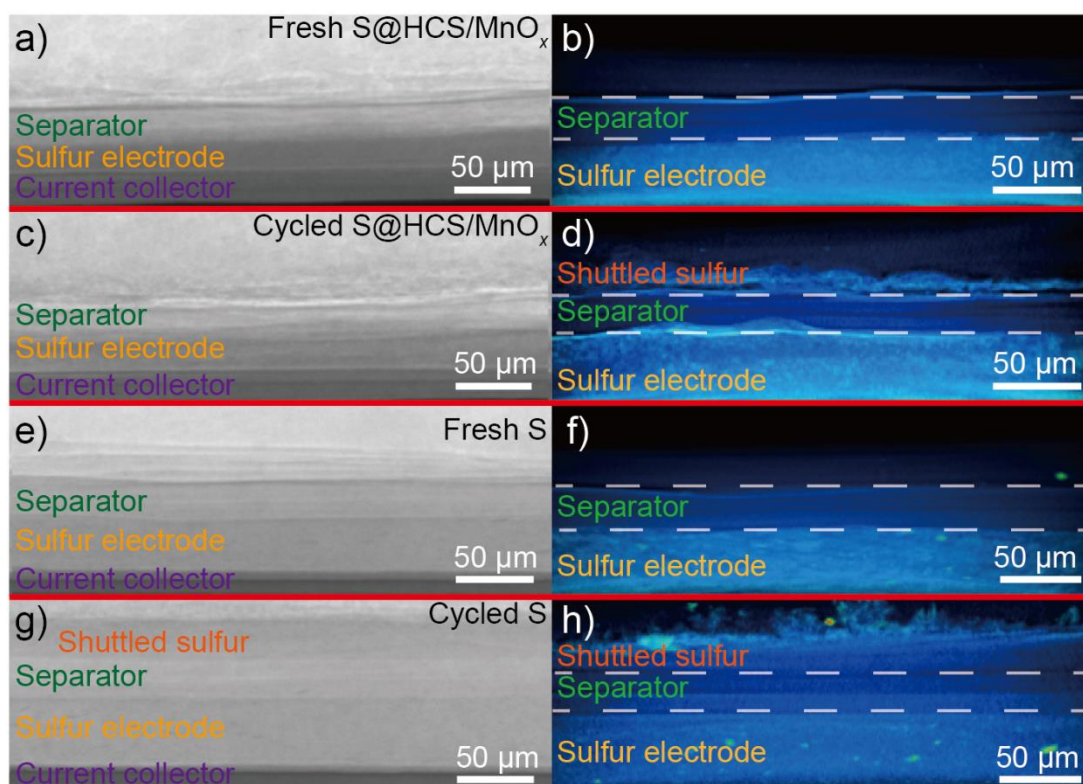 a)
Fresh S@HCS/MnOx
Separator
Sulfur electrode
Current collector
50 µm
b)
Separator
Sulfur electrode
50 µm
c)
Cycled S@HCS/MnOx
Separator
Sulfur electrode
Current collector
50 µm
d)
Shuttled sulfur
Separator
Sulfur electrode
50 µm
e)
Fresh S
Separator
Sulfur electrode
Current collector
50 µm
f)
Separator
Sulfur electrode
50 µm
g)
Cycled S
Shuttled sulfur
Separator
Sulfur electrode
Current collector
50 µm
h)
Shuttled sulfur
Separator
Sulfur electrode
50 µm